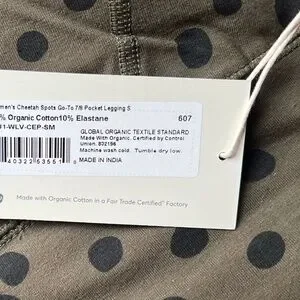 men's Cheetah Spots Go-To 7/8 Pocket Legging S
% Organic Cotton10% Elastane
607
1-WLV-CEP-SM
GLOBAL ORGANIC TEXTILE STANDARD
Made With Organic. Certified by Control
Union. 832156
Machine wash cold. Tumble dry low.
MADE IN INDIA
40322 53551
Made with Organic Cotton in a Fair Trade Certified™ Factory